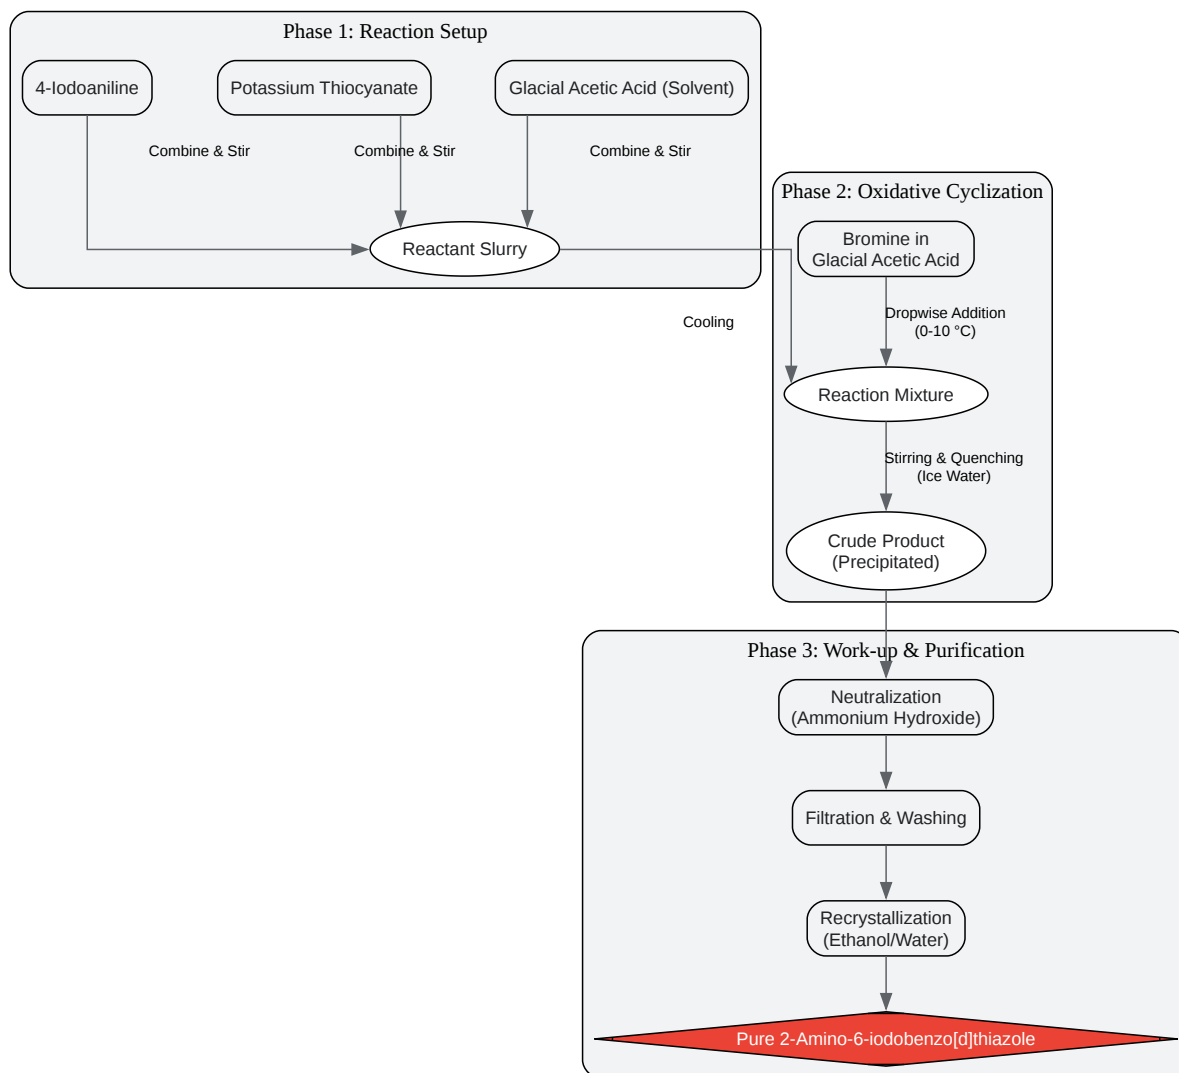 Phase 1: Reaction Setup
4-Iodoaniline
Potassium Thiocyanate
Glacial Acetic Acid (Solvent)
Combine & Stir
Combine & Stir
Combine & Stir
Reactant Slurry
Phase 2: Oxidative Cyclization
Bromine in
Glacial Acetic Acid
Cooling
Dropwise Addition
(0-10 °C)
Reaction Mixture
Stirring & Quenching
(Ice Water)
Crude Product
(Precipitated)
Phase 3: Work-up & Purification
Neutralization
(Ammonium Hydroxide)
Filtration & Washing
Recrystallization
(Ethanol/Water)
Pure 2-Amino-6-iodobenzo[d]thiazole